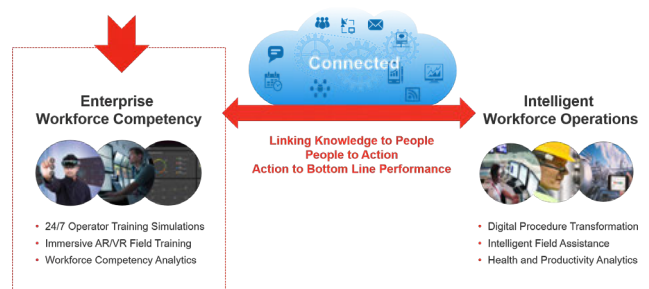 Connected
Enterprise
Workforce Competency
Intelligent
Workforce Operations
Linking Knowledge to People
People to Action
Action to Bottom Line Performance
• 24/7 Operator Training Simulations
• Immersive AR/VR Field Training
• Workforce Competency Analytics
• Digital Procedure Transformation
• Intelligent Field Assistance
• Health and Productivity Analytics